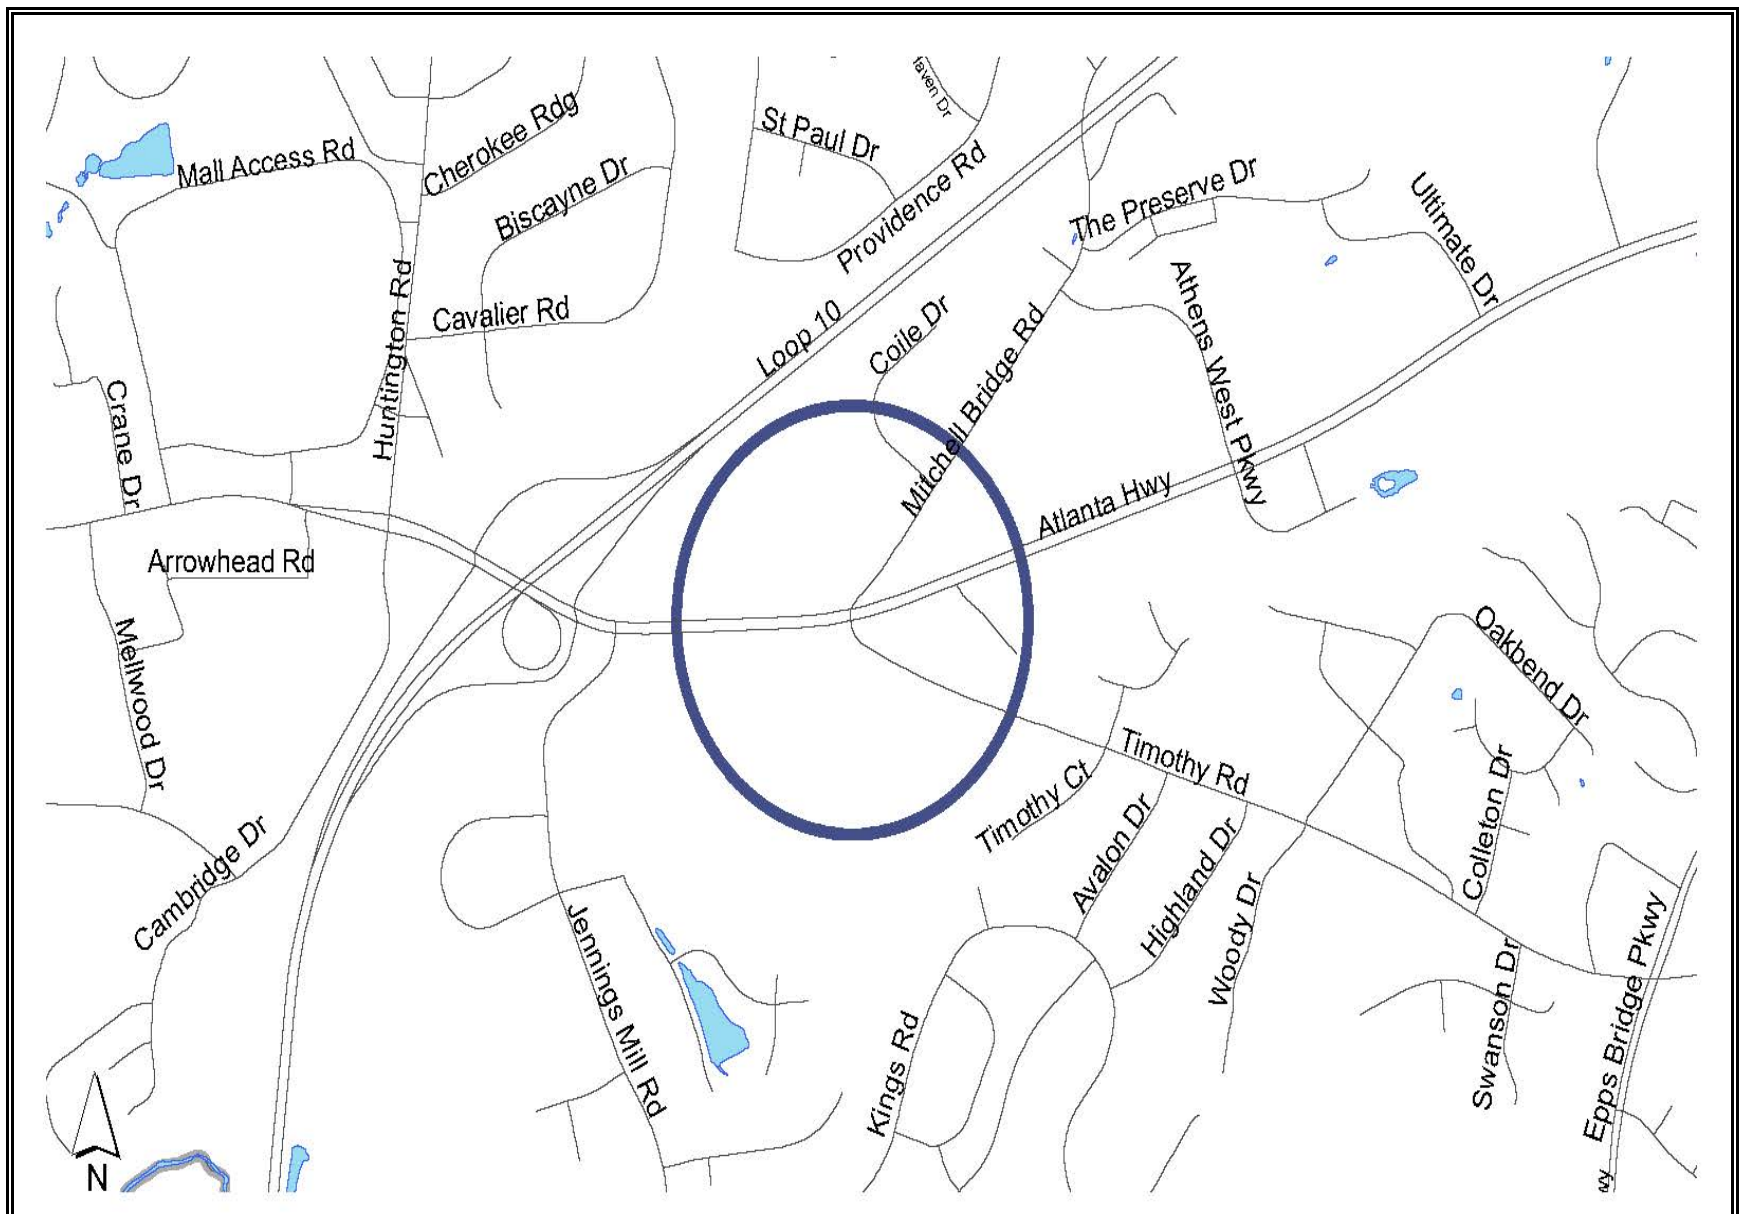 aven Dr
Cherokee Rdg
St Paul Dr
Mall Access Rd
Biscayne Dr
Providence Rd
The Preserve Dr
Ultimate Dr
Huntington Rd
Cavalier Rd
Loop 10
Coile Dr
Mitchell Bridge Rd
Athens West Pkwy
Crane Dr
Atlanta Hwy
Arrowhead Rd
Mellwood Dr
Oakbend Dr
Timothy Rd
Timothy Ct
Avalon Dr
Highland Dr
Woody Dr
Colleton Dr
Cambridge Dr
Jennings Mill Rd
Kings Rd
Swanson Dr
Epps Bridge Pkwy
wy
N